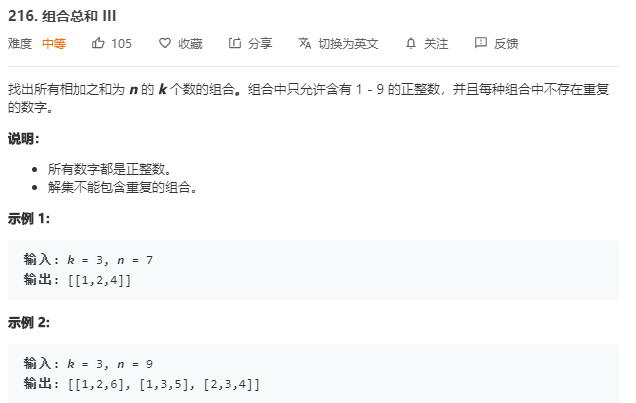 216. 组合总和 III
难度 中等 105 收藏 分享 切换为英文 关注 反馈
找出所有相加之和为 n 的 k 个数的组合。组合中只允许含有 1 - 9 的正整数，并且每种组合中不存在重复
的数字。
说明：
所有数字都是正整数。
解集不能包含重复的组合。
示例 1:
输入: k = 3, n = 7
输出: [[1,2,4]]
示例 2:
输入: k = 3, n = 9
输出: [[1,2,6], [1,3,5], [2,3,4]]